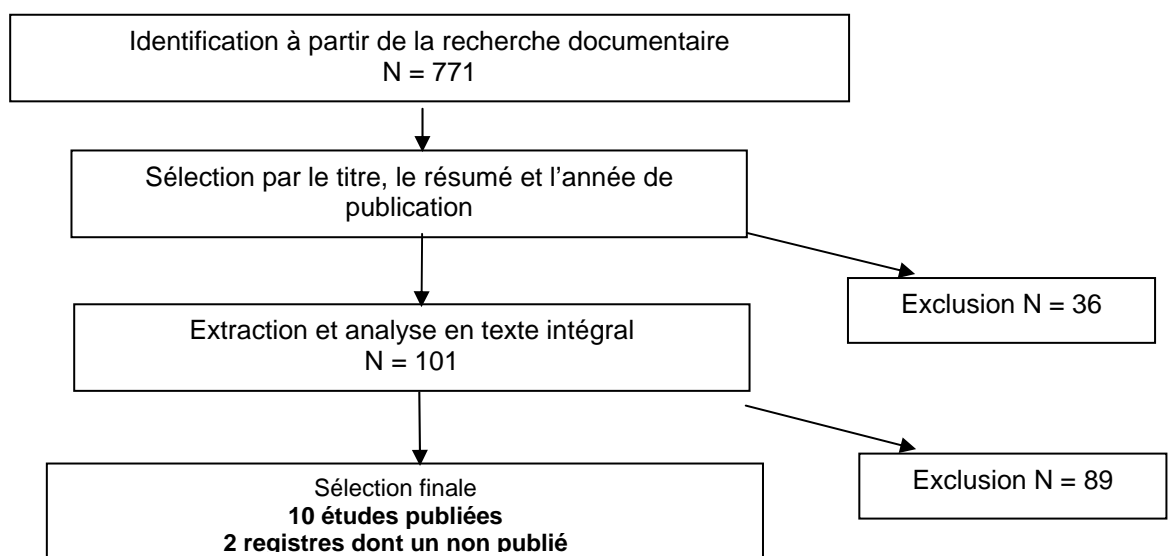 Identification à partir de la recherche documentaire
N = 771
Sélection par le titre, le résumé et l’année de
publication
Exclusion N = 36
Extraction et analyse en texte intégral
N = 101
Exclusion N = 89
Sélection finale
10 études publiées
2 registres dont un non publié